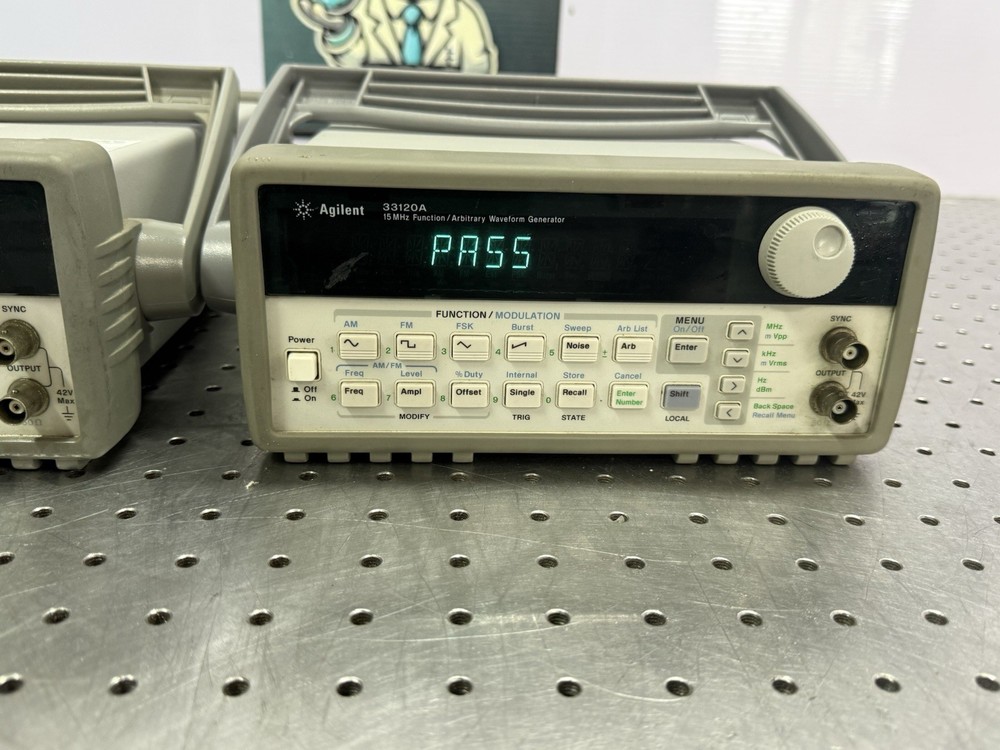 Agilent 33120A
15 MHz Function / Arbitrary Waveform Generator
PASS
FUNCTION / MODULATION
AM FM FSK Burst Sweep Arb List
1 2 3 4 5 Noise ± Arb
AM/FM
Freq Level % Duty Internal Store Cancel
6 Freq 7 Ampl 8 Offset 9 Single 0 Recall . Enter Number
MODIFY TRIG STATE
Power
Off
On
MENU
On/Off
Enter
Shift
LOCAL
MHz
m Vpp
kHz
m Vrms
Hz
dBm
Back Space
Recall Menu
SYNC
OUTPUT
42V
SYNC
OUTPUT
42V
Max